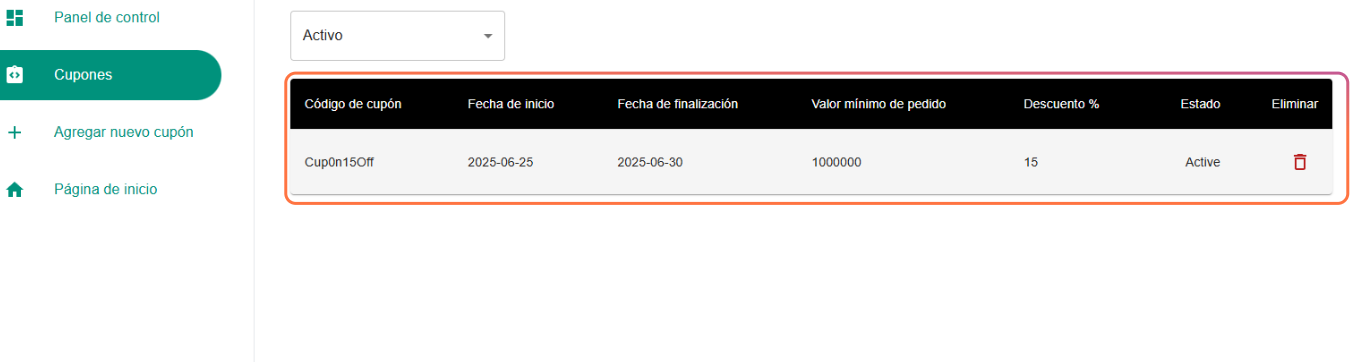 Panel de control
Cupones
Agregar nuevo cupón
Página de inicio
Activo
Código de cupón Fecha de inicio Fecha de finalización Valor mínimo de pedido Descuento % Estado Eliminar
Cup0n15Off 2025-06-25 2025-06-30 1000000 15 Active